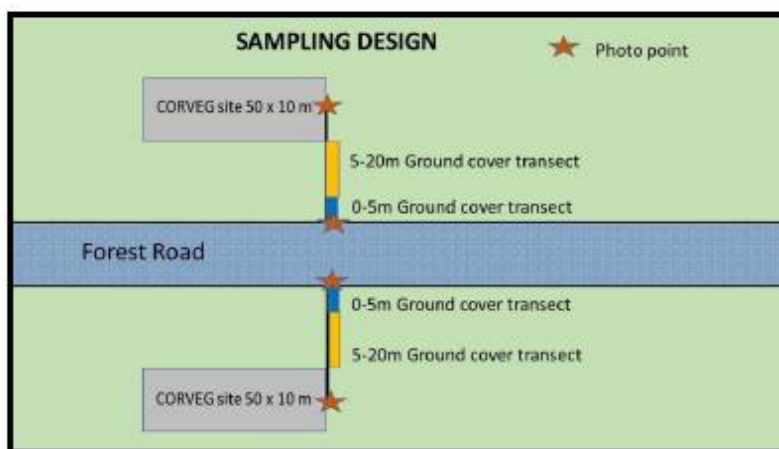 SAMPLING DESIGN
Photo point
CORVEG site 50 x 10 m
5-20m Ground cover transect
0-5m Ground cover transect
Forest Road
0-5m Ground cover transect
5-20m Ground cover transect
CORVEG site 50 x 10 m